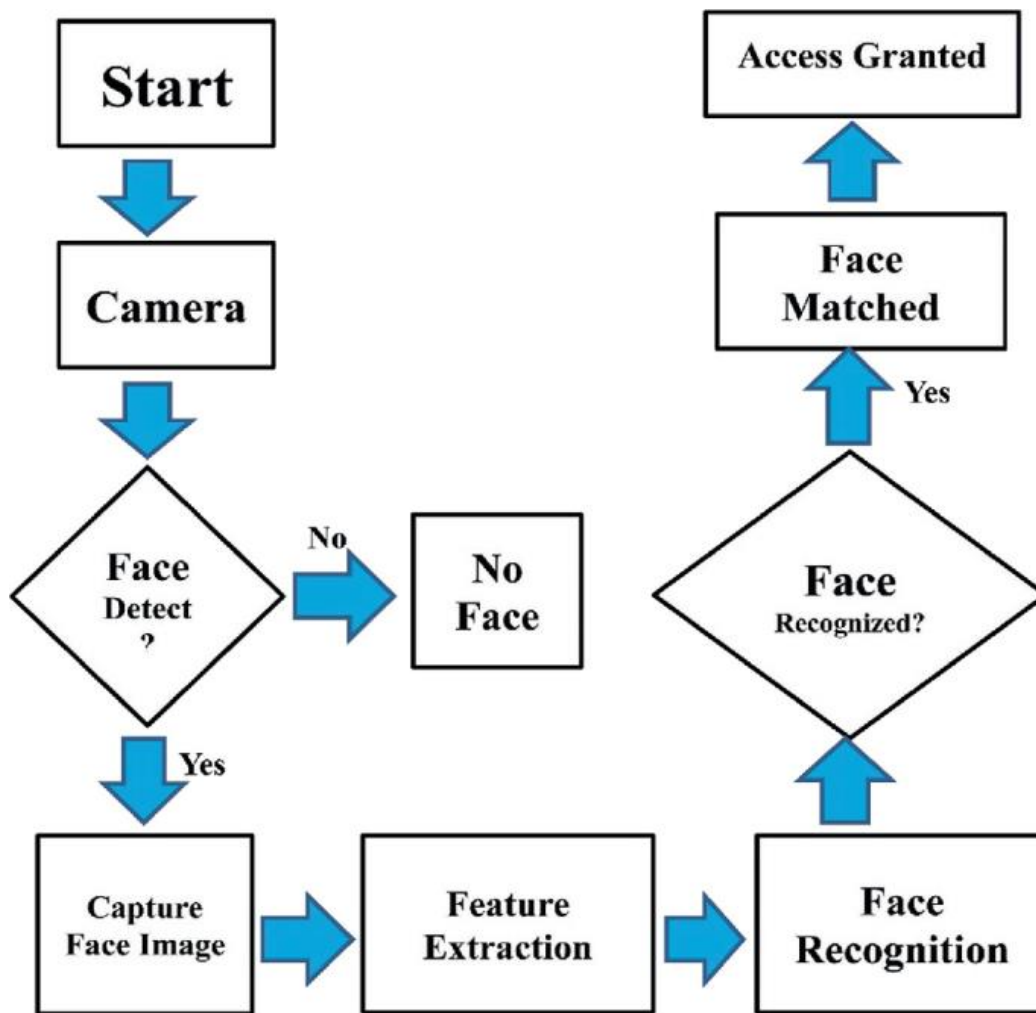 Start
Camera
Face
Detect
?
No
No
Face
Yes
Capture
Face Image
Feature
Extraction
Face
Recognition
Face
Recognized?
Yes
Face
Matched
Access Granted